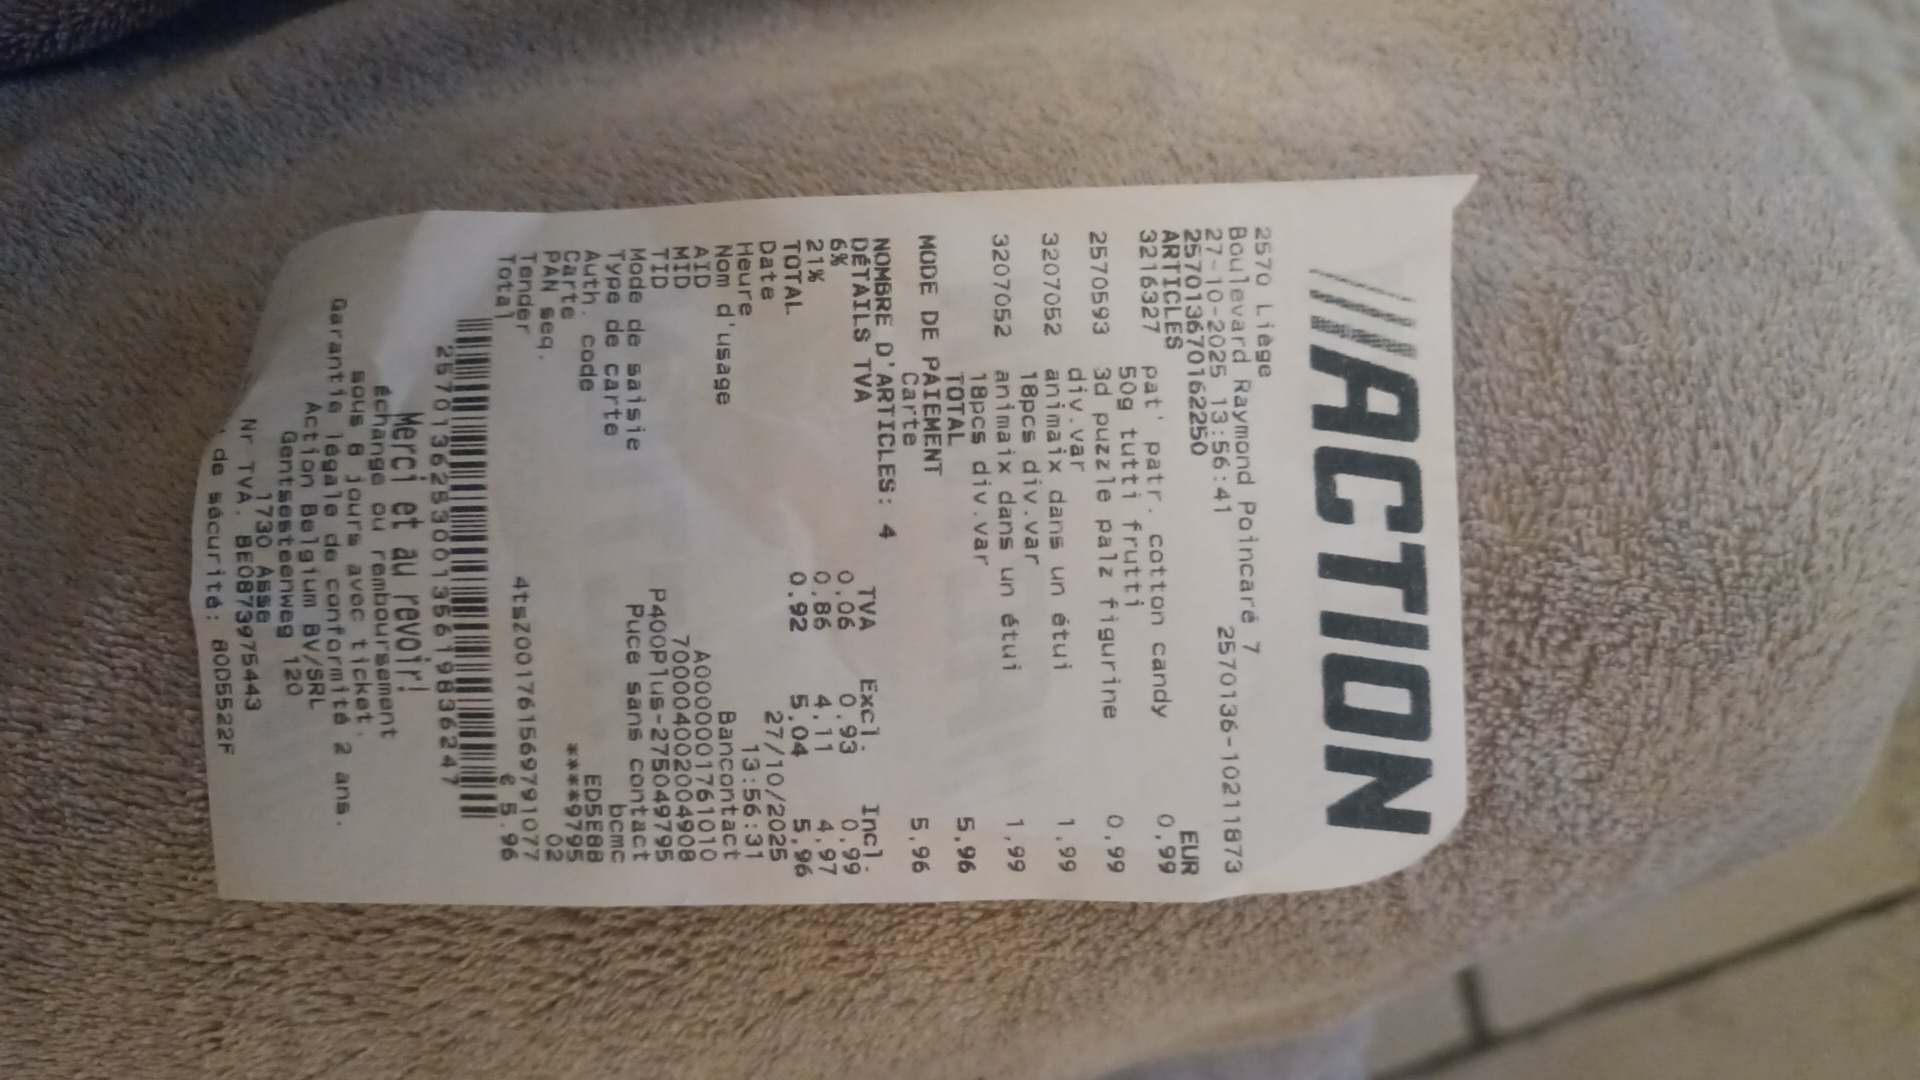 ACTION
2570 Liège
Boulevard Raymond Poincaré 7
27-10-2025 13:56:41 2570136-10211873
257013670162250
ARTICLES EUR
3216327 pat' patr. cotton candy 0,99
50g tutti frutti
2570593 3d puzzle palz figurine 0,99
div.var
3207052 animaix dans un étui 1,99
18pcs div.var
3207052 animaix dans un étui 1,99
18pcs div.var
TOTAL 5,96
MODE DE PAIEMENT
Carte 5,96
NOMBRE D'ARTICLES: 4
DÉTAILS TVA TVA Excl. Incl.
6% 0.06 0.93 0.99
21% 0.86 4.11 4,97
TOTAL 0.92 5.04 5,96
Date 27/10/2025
Heure 13:56:31
Nom d'usage Bancontact
AID A0000001761010
MID 700004002004908
TID P400Plus-275049795
Mode de saisie Puce sans contact
Type de carte bcmc
Auth. code ED5E88
Carte ****9795
PAN seq. 02
Tender 4tsZ001761569791077
Total € 5.96
257013625300135619836247
Merci et au revoir!
échange ou remboursement
sous 8 jours avec ticket.
Garantie légale de conformité 2 ans.
Action Belgium BV/SRL
Gentsesteenweg 120
1730 Asse
Nr TVA. BE0873975443
de sécurité: 80D5522F